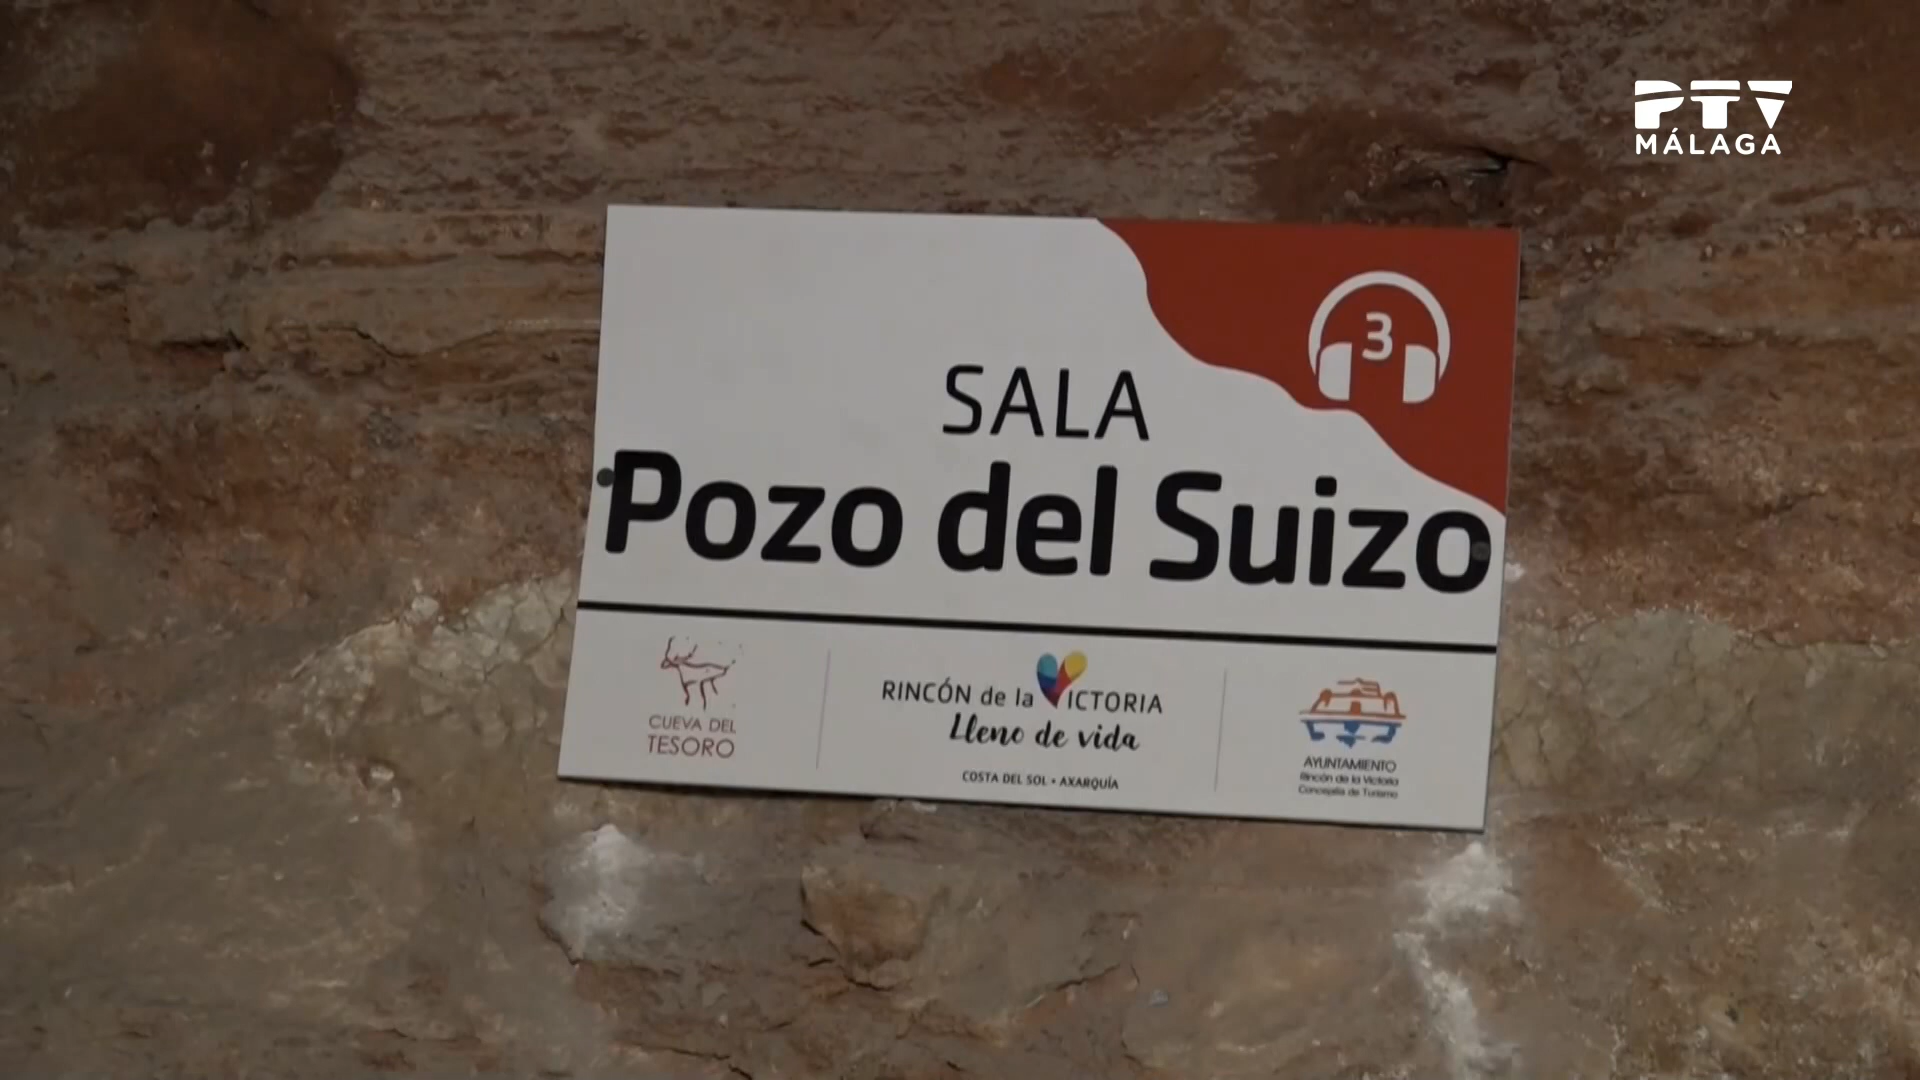 PTV
MÁLAGA
3
SALA
Pozo del Suizo
CUEVA DEL
TESORO
RINCÓN de la VICTORIA
Lleno de vida
COSTA DEL SOL • AXARQUÍA
AYUNTAMIENTO
Rincón de la Victoria
Concejalía de Turismo